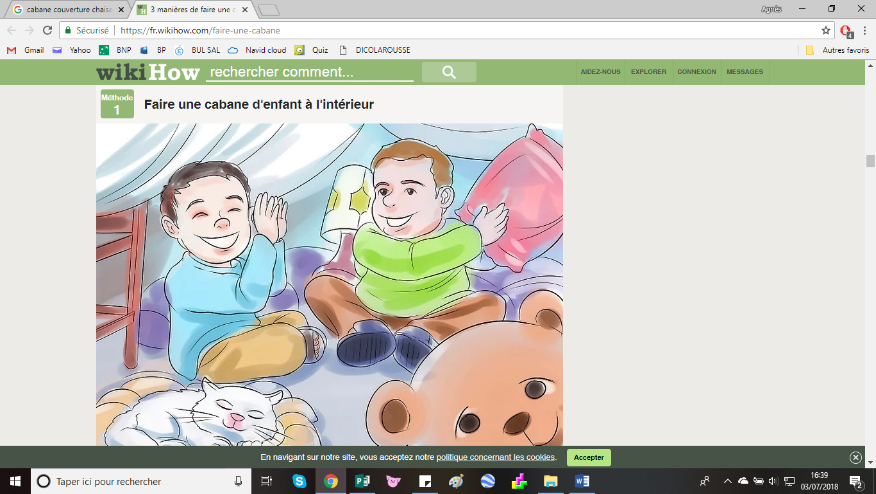 cabane couverture chaise
3 manières de faire une c
Agnès
Sécurisé
https://fr.wikihow.com/faire-une-cabane
4
Gmail
Yahoo
BNP
BP
BUL SAL
Navid cloud
Quiz
DICOLAROUSSE
Autres favoris
wikiHow
rechercher comment...
AIDEZ-NOUS
EXPLORER
CONNEXION
MESSAGES
Méthode
1
Faire une cabane d'enfant à l'intérieur
En navigant sur notre site, vous acceptez notre politique concernant les cookies.
Accepter
Taper ici pour rechercher
16:39
03/07/2018
2